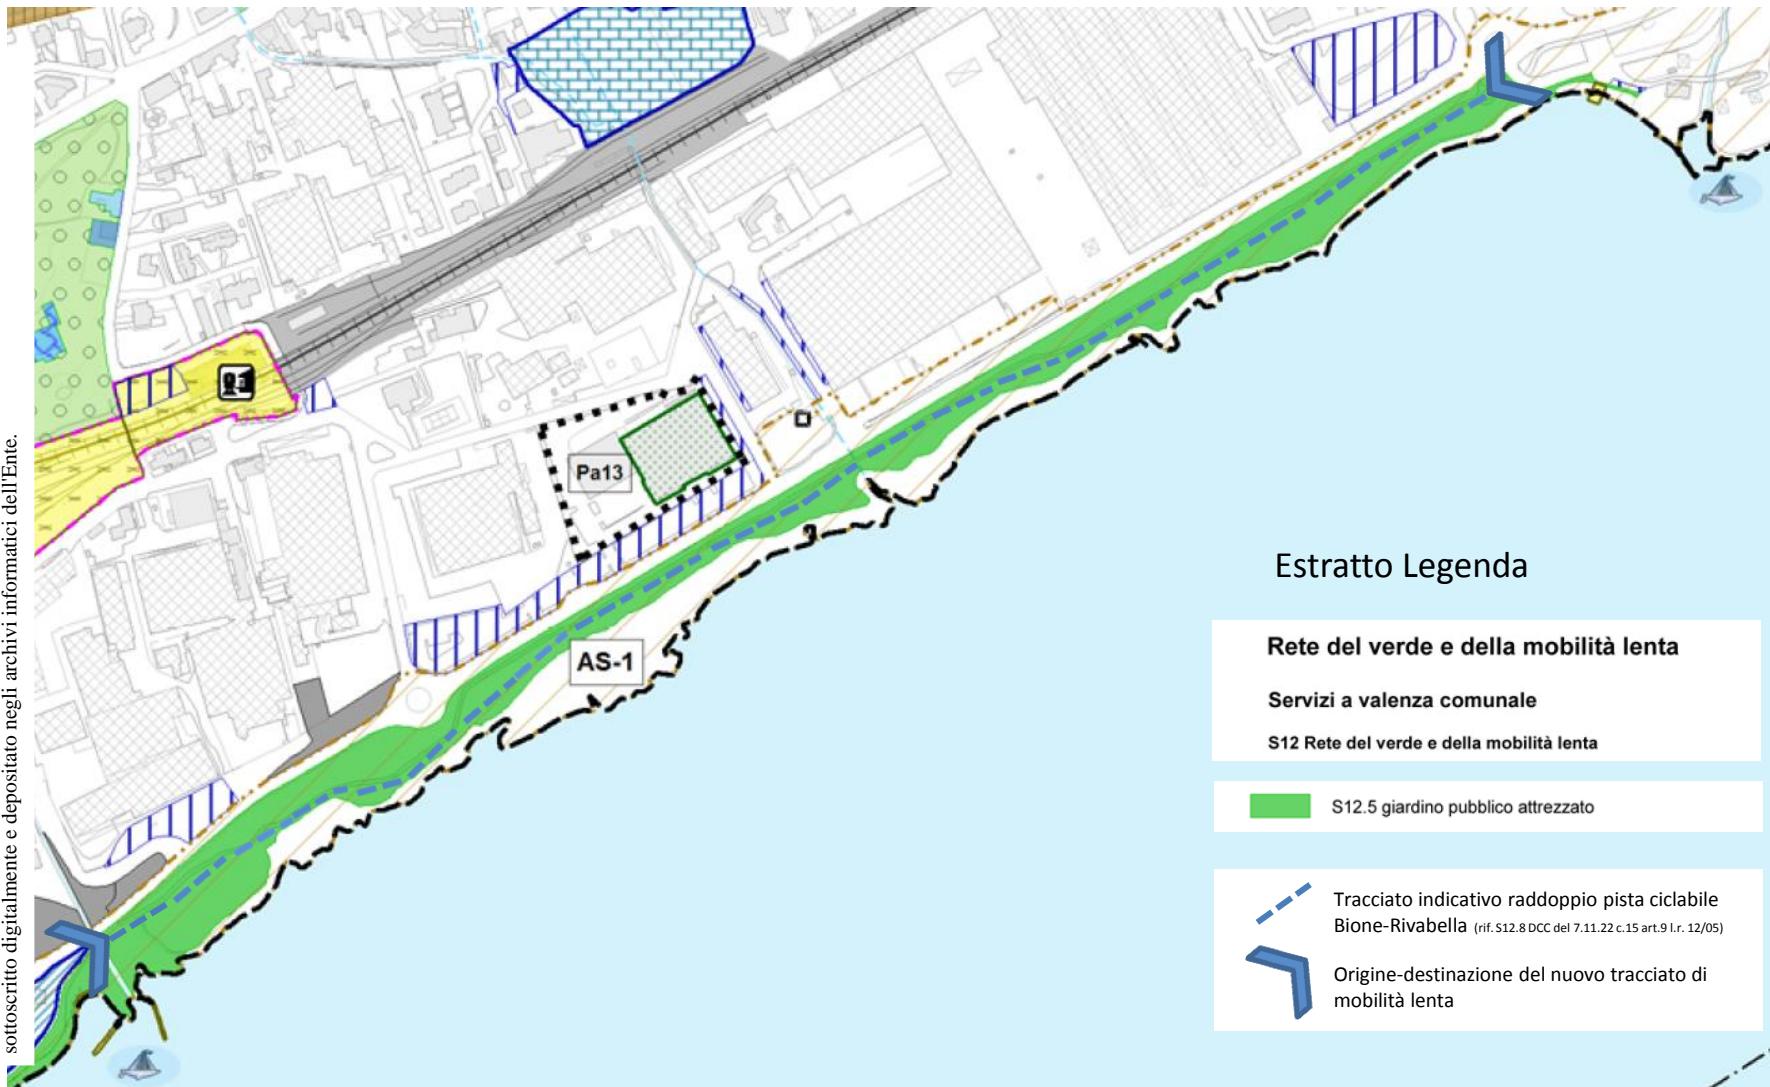 sottoscritto digitalmente e depositato negli archivi informatici dell'Ente.
Pa13
AS-1
Estratto Legenda
Rete del verde e della mobilità lenta
Servizi a valenza comunale
S12 Rete del verde e della mobilità lenta
S12.5 giardino pubblico attrezzato
Tracciato indicativo raddoppio pista ciclabile
Bione-Rivabella (rif. S12.8 DCC del 7.11.22 c.15 art.9 l.r. 12/05)
Origine-destinazione del nuovo tracciato di
mobilità lenta